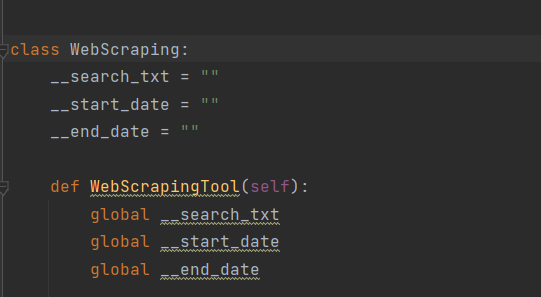 class WebScraping:
    __search_txt = ""
    __start_date = ""
    __end_date = ""
    def WebScrapingTool(self):
        global __search_txt
        global __start_date
        global __end_date